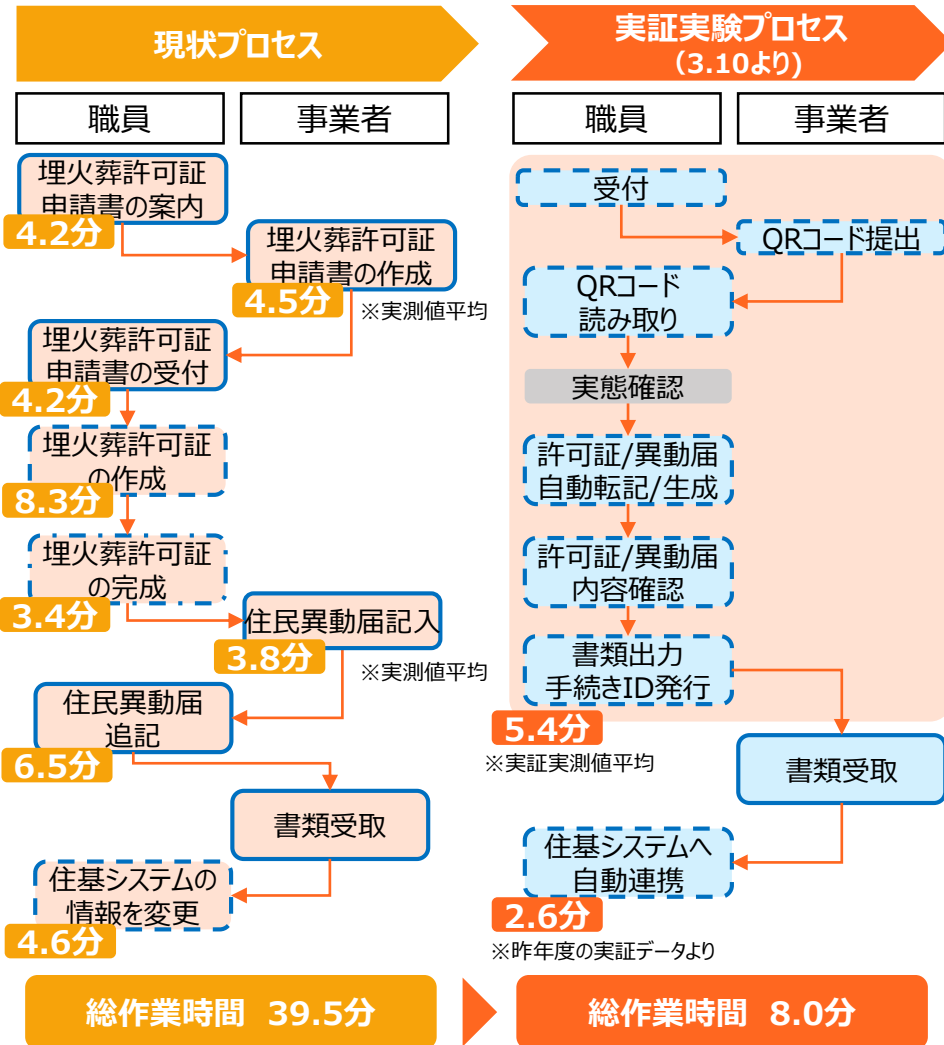 現状プロセス
職員
事業者
埋火葬許可証
申請書の案内
4.2分
埋火葬許可証
申請書の作成
4.5分
※実測値平均
埋火葬許可証
申請書の受付
4.2分
埋火葬許可証
の作成
8.3分
埋火葬許可証
の完成
3.4分
住民異動届記入
3.8分
※実測値平均
住民異動届
追記
6.5分
書類受取
住基システムの
情報を変更
4.6分
総作業時間 39.5分
実証実験プロセス
(3.10より)
職員
事業者
受付
QRコード提出
QRコード
読み取り
実態確認
許可証/異動届
自動転記/生成
許可証/異動届
内容確認
書類出力
手続きID発行
5.4分
※実証実測値平均
書類受取
住基システムへ
自動連携
2.6分
※昨年度の実証データより
総作業時間 8.0分